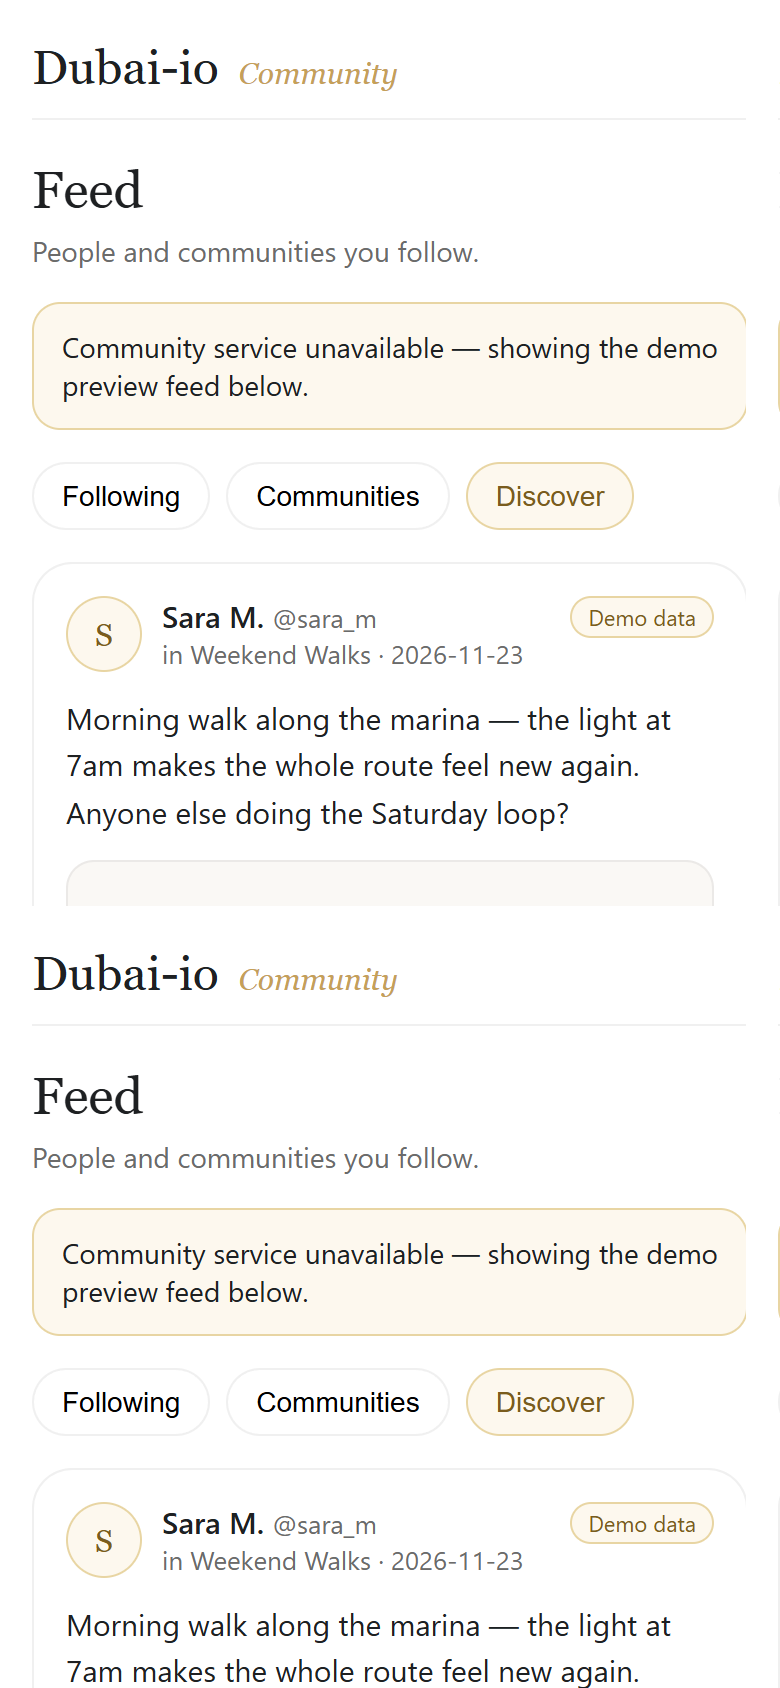 Dubai-io Community
Feed
People and communities you follow.
Community service unavailable — showing the demo
preview feed below.
Following Communities Discover
S
Sara M. @sara_m
Demo data
in Weekend Walks · 2026-11-23
Morning walk along the marina — the light at
7am makes the whole route feel new again.
Anyone else doing the Saturday loop?
Dubai-io Community
Feed
People and communities you follow.
Community service unavailable — showing the demo
preview feed below.
Following Communities Discover
S
Sara M. @sara_m
Demo data
in Weekend Walks · 2026-11-23
Morning walk along the marina — the light at
7am makes the whole route feel new again.